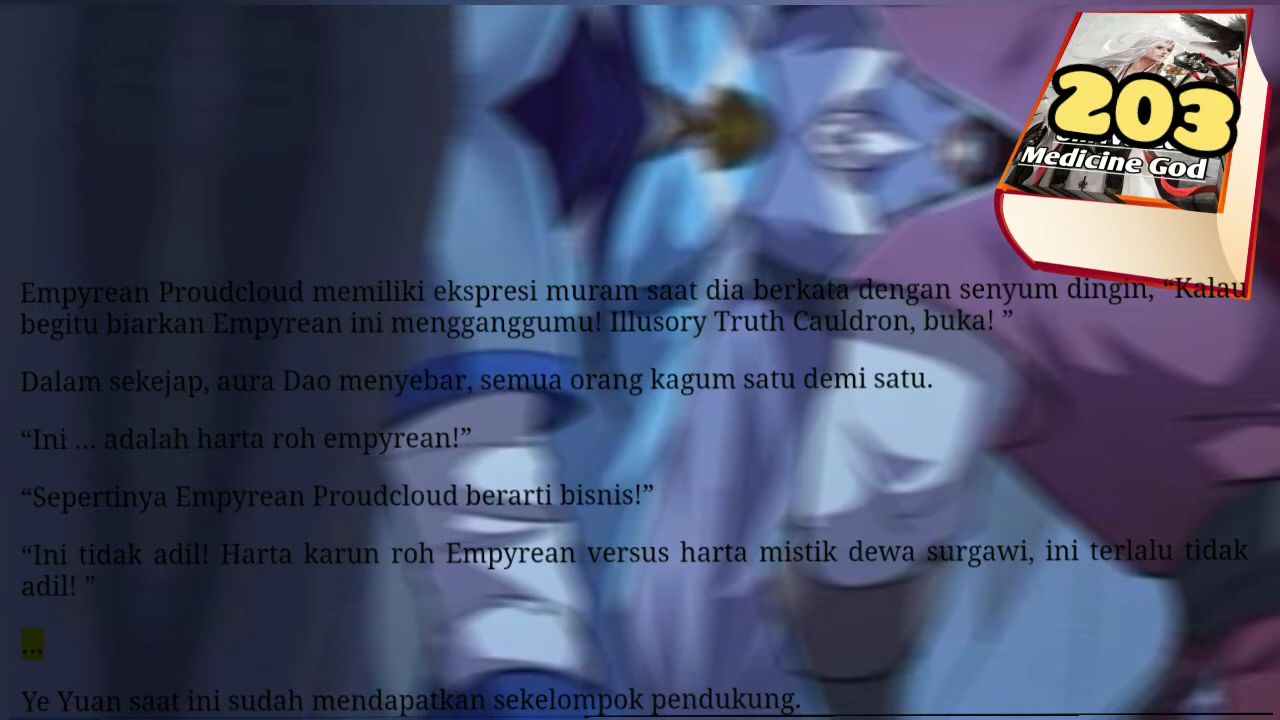 203
Medicine God
Empyrean Proudcloud memiliki ekspresi muram saat dia berkata dengan senyum dingin, “Kalau
begitu biarkan Empyrean ini mengganggumu! Illusory Truth Cauldron, buka! ”
Dalam sekejap, aura Dao menyebar, semua orang kagum satu demi satu.
“Ini … adalah harta roh empyrean!”
“Sepertinya Empyrean Proudcloud berarti bisnis!”
“Ini tidak adil! Harta karun roh Empyrean versus harta mistik dewa surgawi, ini terlalu tidak
adil! ”
…
Ye Yuan saat ini sudah mendapatkan sekelompok pendukung.